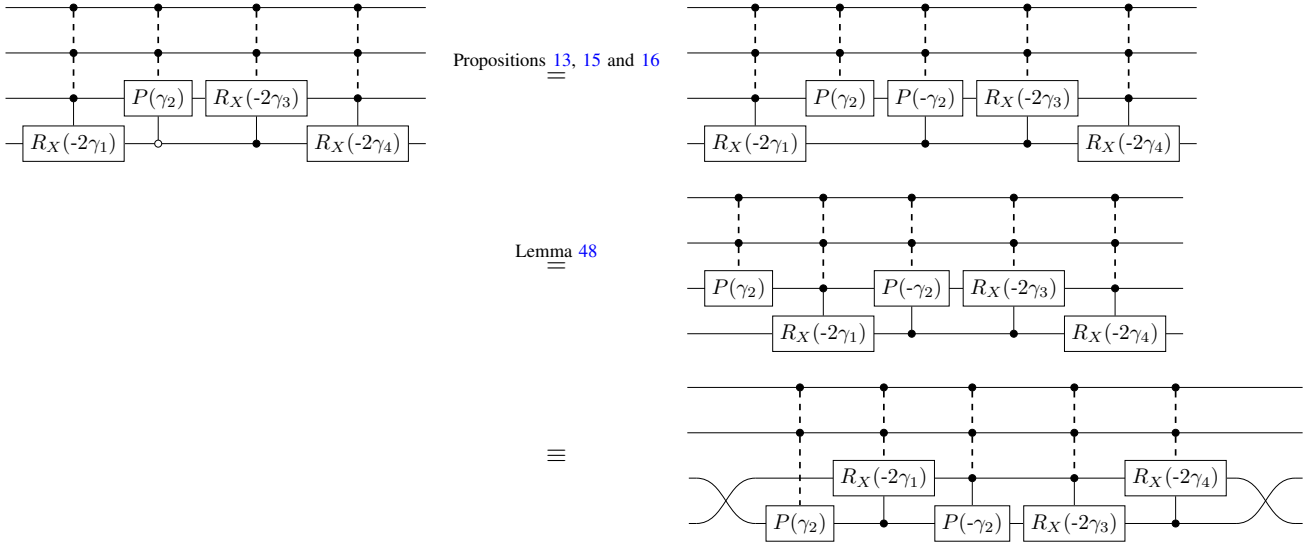 P(γ₂) R_X(-2γ₃)
R_X(-2γ₁) R_X(-2γ₄)
Propositions 13, 15 and 16
=
P(γ₂) P(-γ₂) R_X(-2γ₃)
R_X(-2γ₁) R_X(-2γ₄)
Lemma 48
=
P(γ₂) P(-γ₂) R_X(-2γ₃)
R_X(-2γ₁) R_X(-2γ₄)
≡
R_X(-2γ₁) R_X(-2γ₄)
P(γ₂) P(-γ₂) R_X(-2γ₃)